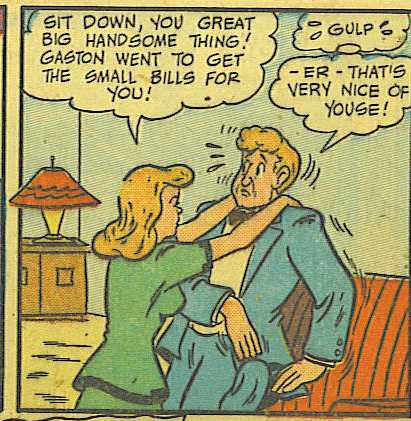 SIT DOWN, YOU GREAT
BIG HANDSOME THING!
GASTON WENT TO GET
THE SMALL BILLS FOR
YOU!
GULP
-ER-THAT'S
VERY NICE OF
YOUSE!